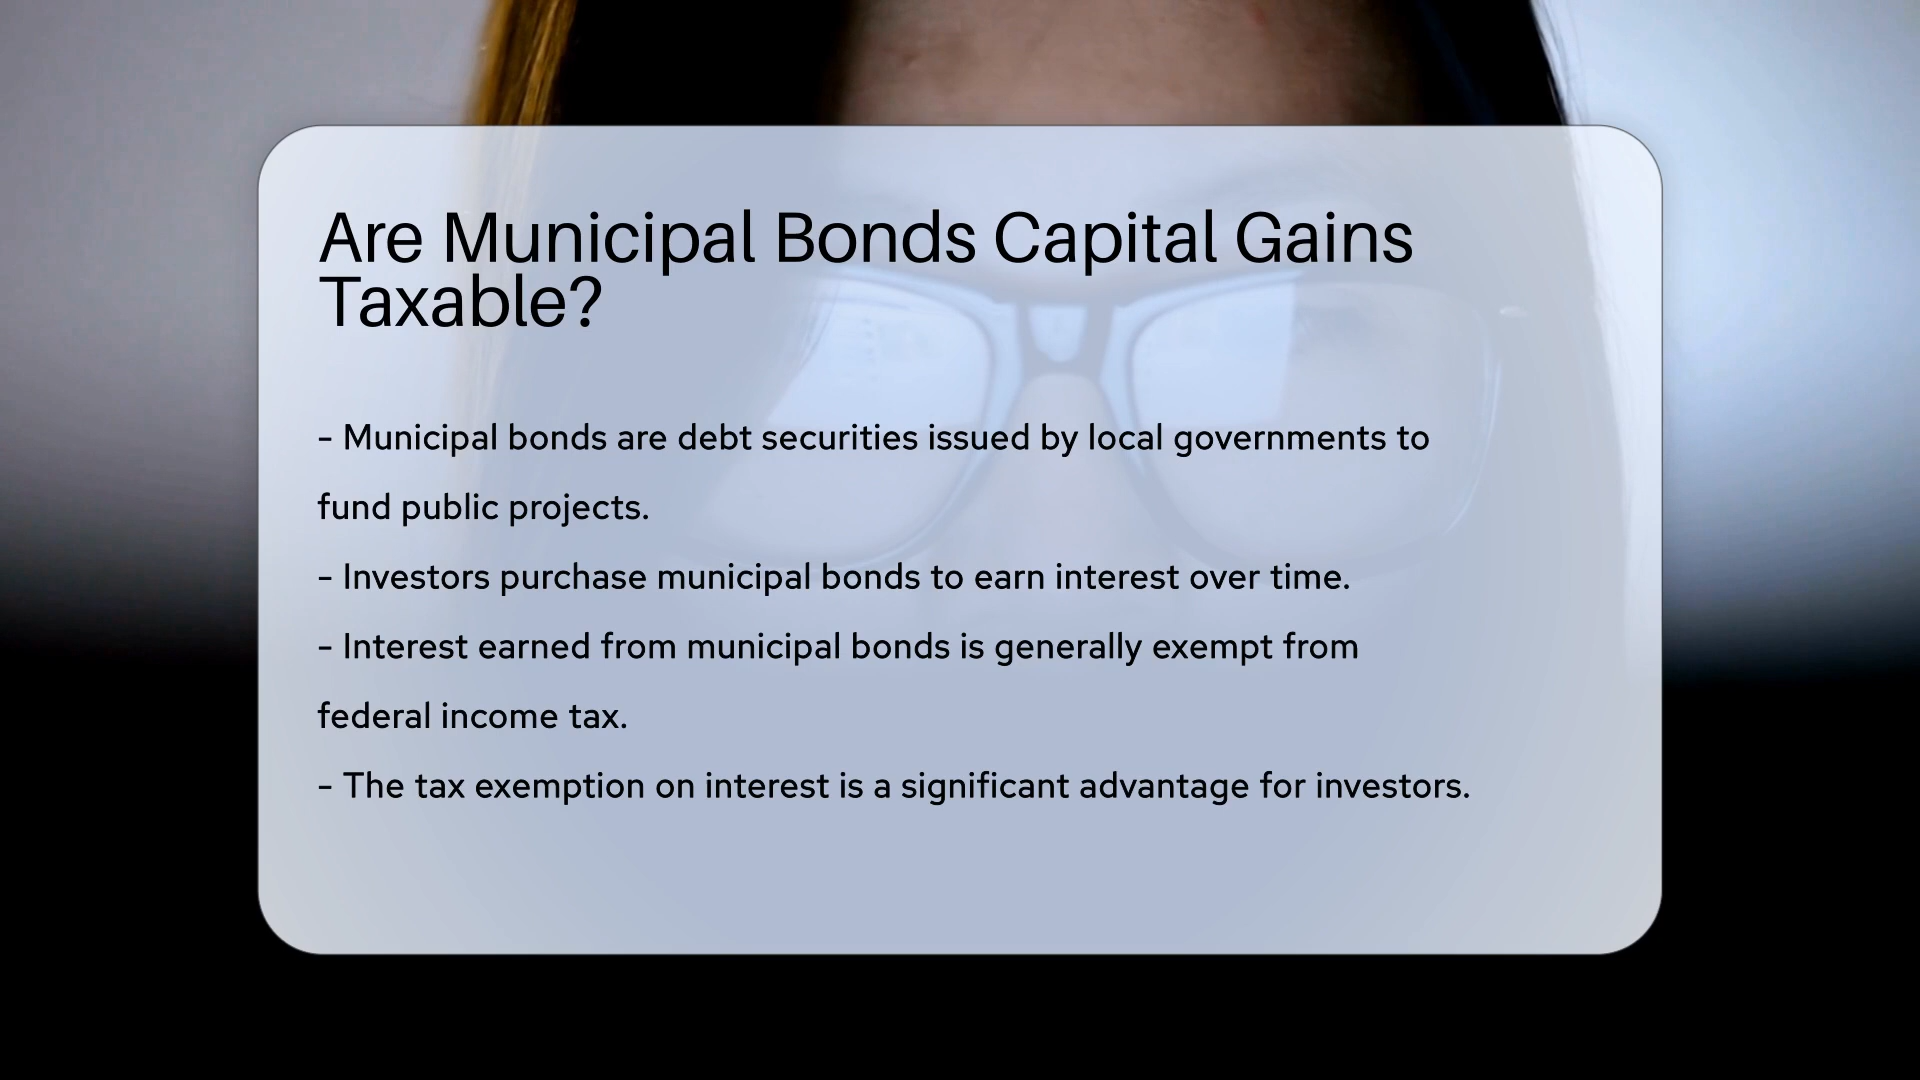 Are Municipal Bonds Capital Gains
Taxable?
– Municipal bonds are debt securities issued by local governments to
fund public projects.
– Investors purchase municipal bonds to earn interest over time.
– Interest earned from municipal bonds is generally exempt from
federal income tax.
– The tax exemption on interest is a significant advantage for investors.